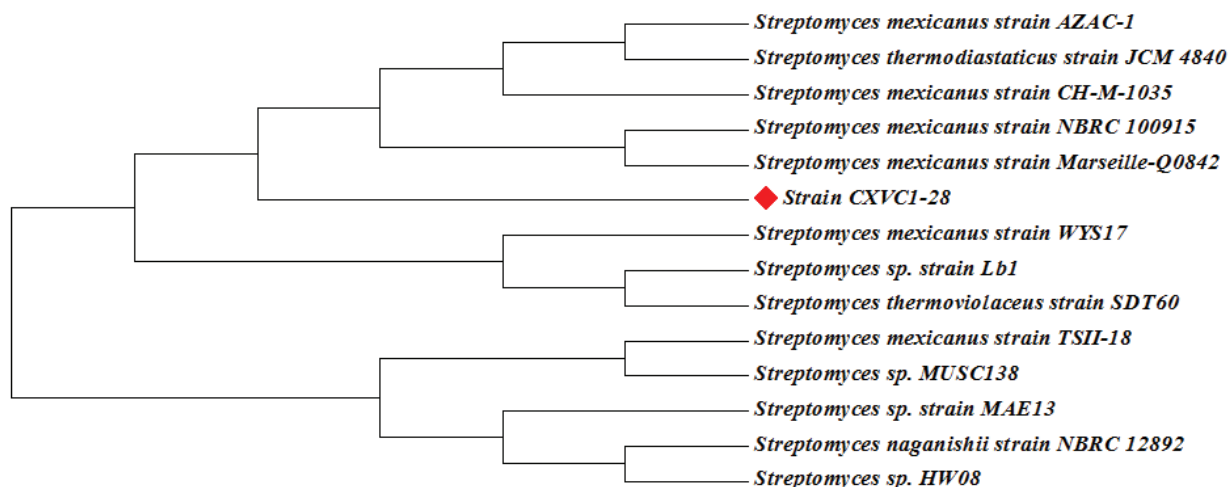 Streptomyces mexicanus strain AZAC-1
Streptomyces thermodiastaticus strain JCM 4840
Streptomyces mexicanus strain CH-M-1035
Streptomyces mexicanus strain NBRC 100915
Streptomyces mexicanus strain Marseille-Q0842
Strain CXVC1-28
Streptomyces mexicanus strain WYS17
Streptomyces sp. strain Lb1
Streptomyces thermoviolaceus strain SDT60
Streptomyces mexicanus strain TSII-18
Streptomyces sp. MUSC138
Streptomyces sp. strain MAE13
Streptomyces naganishii strain NBRC 12892
Streptomyces sp. HW08